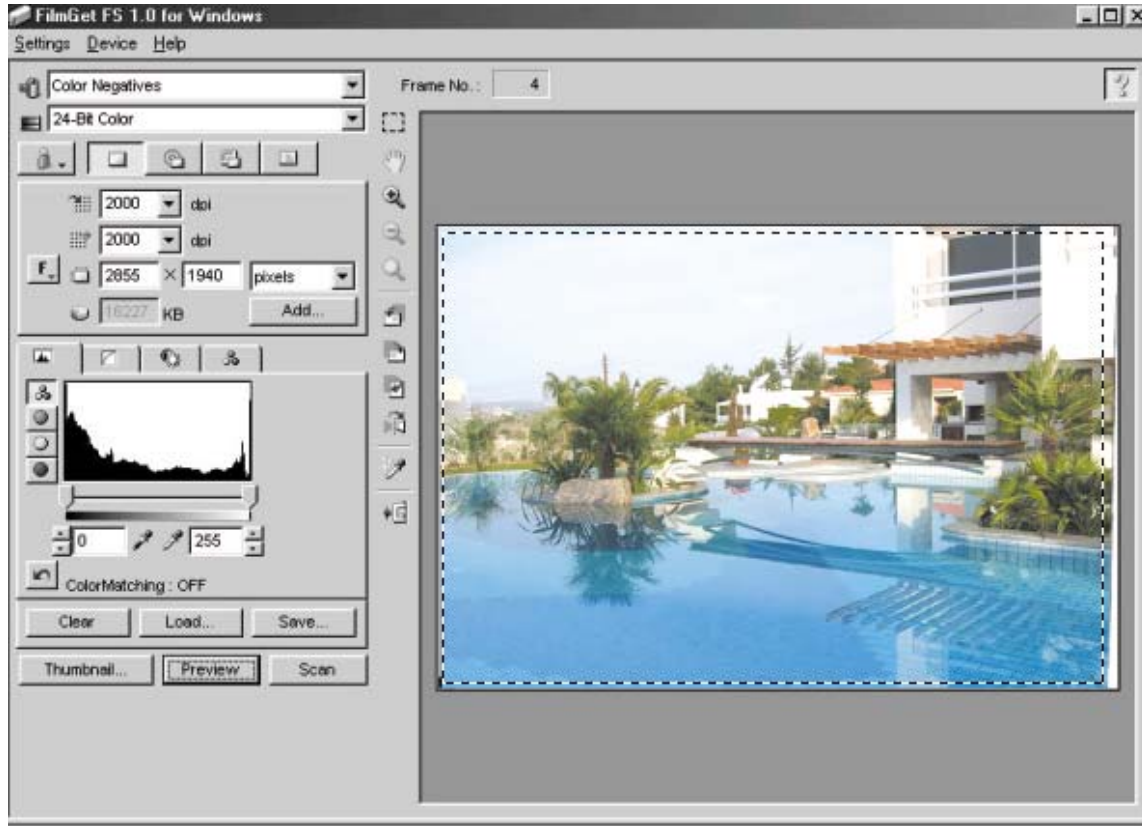 FilmGet FS 1.0 for Windows
Settings Device Help
Color Negatives
Frame No.: 4
24-Bit Color
2000 dpi
2000 dpi
F 2855 × 1940 pixels
16227 KB Add...
0 255
ColorMatching : OFF
Clear Load... Save...
Thumbnail... Preview Scan